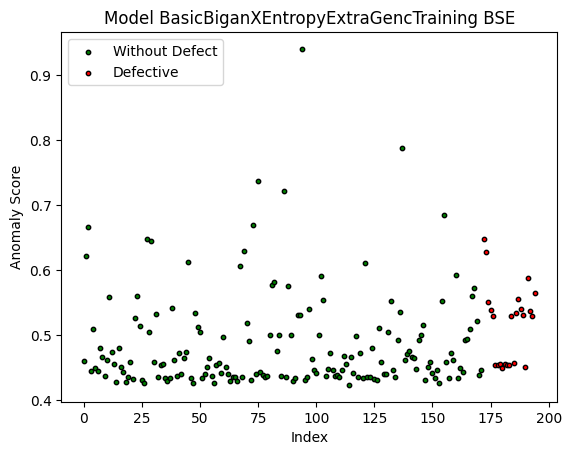 Model BasicBiganXEntropyExtraGencTraining BSE
Without Defect
Defective
Anomaly Score
0.9
0.8
0.7
0.6
0.5
0.4
0 25 50 75 100 125 150 175 200
Index